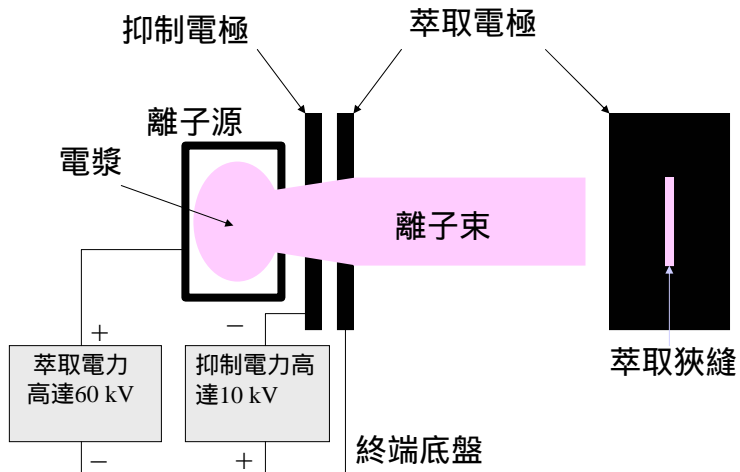 抑制電極
萃取電極
離子源
電漿
離子束
+
−
萃取電力
高達60 kV
抑制電力高
達10 kV
萃取狹縫
−
+
終端底盤